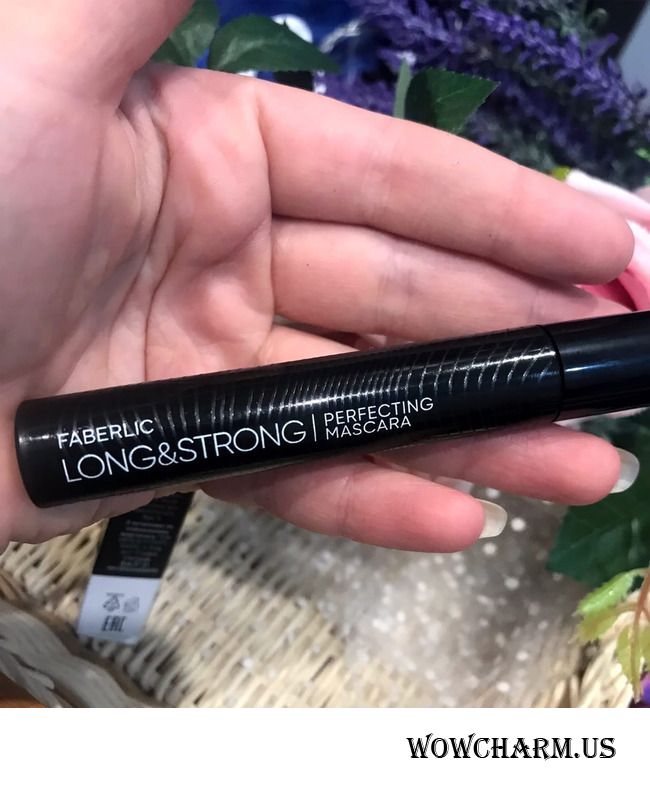 FABERLIC
LONG&STRONG | PERFECTING
MASCARA
EAC
WOWCHARM.US